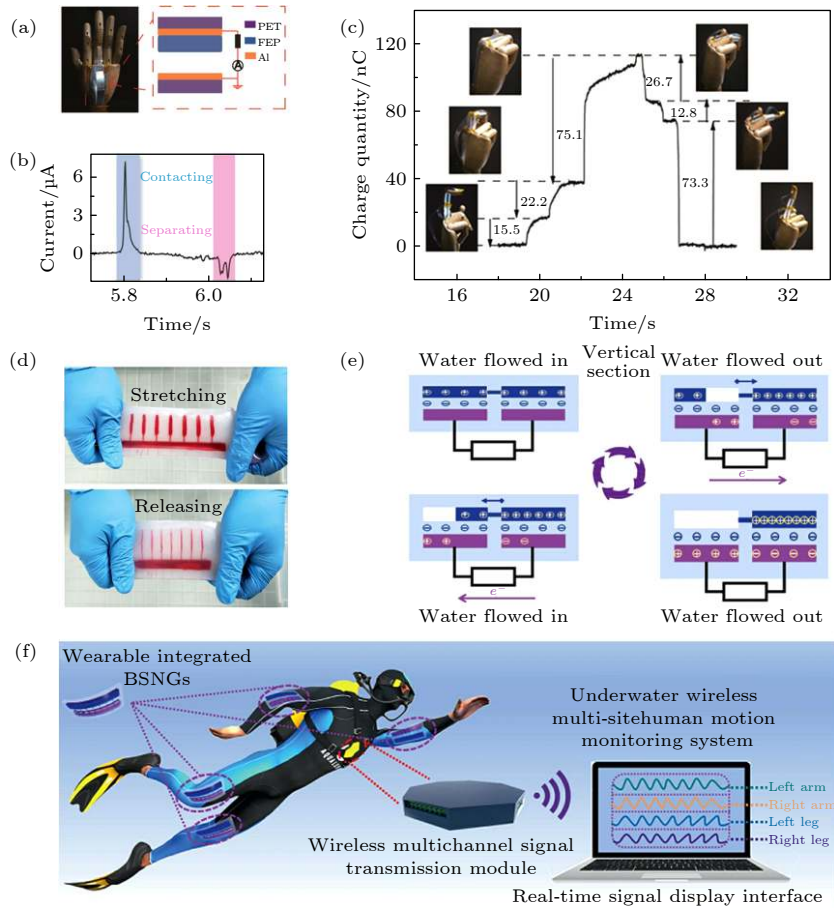 (a)
PET
FEP
Al
A
(b)
Current/μA
6
3
0
Contacting
Separating
5.8
6.0
Time/s
(c)
Charge quantity/nC
120
80
40
0
15.5
22.2
75.1
26.7
12.8
73.3
16
20
24
28
32
Time/s
(d)
Stretching
Releasing
(e)
Water flowed in
Vertical
section
Water flowed out
e⁻
e⁻
Water flowed in
Water flowed out
(f)
Wearable integrated
BSNGs
Underwater wireless
multi-sitehuman motion
monitoring system
Left arm
Right arm
Left leg
Right leg
Wireless multichannel signal
transmission module
Real-time signal display interface